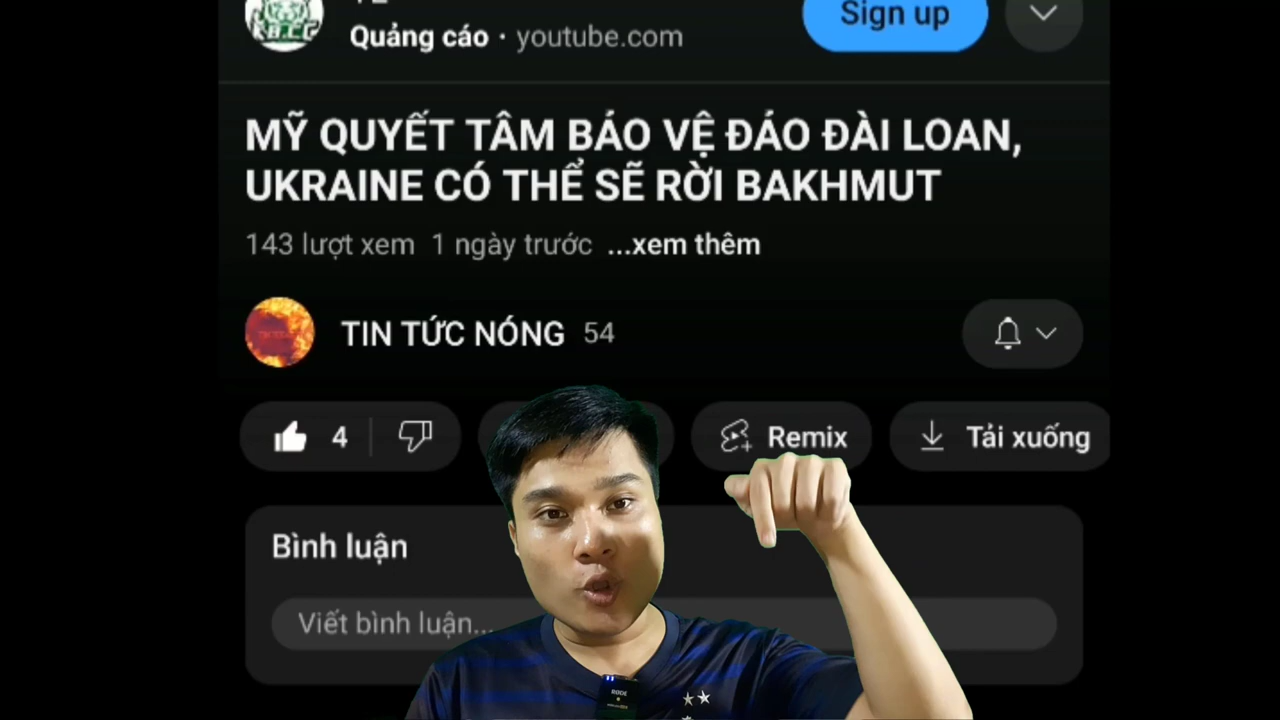 Quảng cáo · youtube.com
Sign up
MỸ QUYẾT TÂM BẢO VỆ ĐẢO ĐÀI LOAN,
UKRAINE CÓ THỂ SẼ RỜI BAKHMUT
143 lượt xem 1 ngày trước ...xem thêm
TIN TỨC NÓNG 54
4
Remix
Tải xuống
Bình luận
Viết bình luận...
RODE